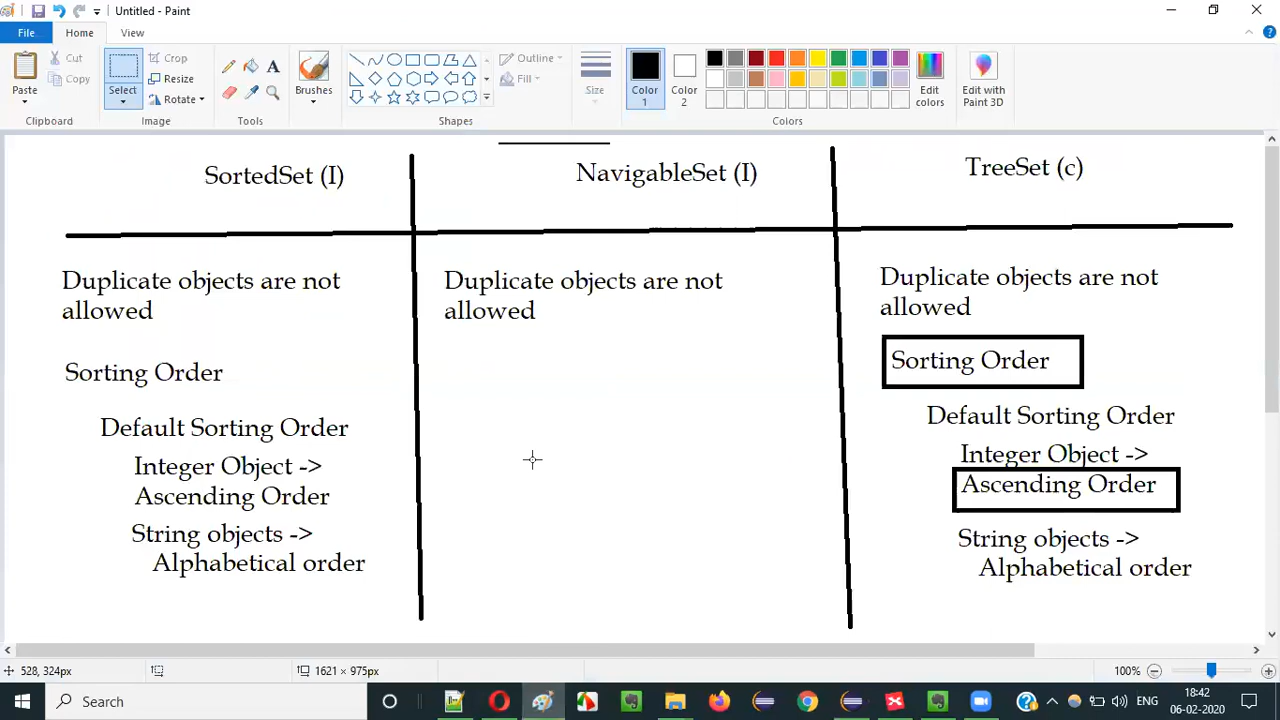 Untitled - Paint
File
Home
View
Paste
Cut
Copy
Clipboard
Select
Crop
Resize
Rotate
Image
Tools
Brushes
Shapes
Outline
Fill
Size
Color 1
Color 2
Colors
Edit colors
Edit with Paint 3D
SortedSet (I)
NavigableSet (I)
TreeSet (c)
Duplicate objects are not
allowed
Sorting Order
Default Sorting Order
Integer Object ->
Ascending Order
String objects ->
Alphabetical order
Duplicate objects are not
allowed
Duplicate objects are not
allowed
Sorting Order
Default Sorting Order
Integer Object ->
Ascending Order
String objects ->
Alphabetical order
528, 324px
1621 × 975px
100%
Search
ENG
18:42
06-02-2020